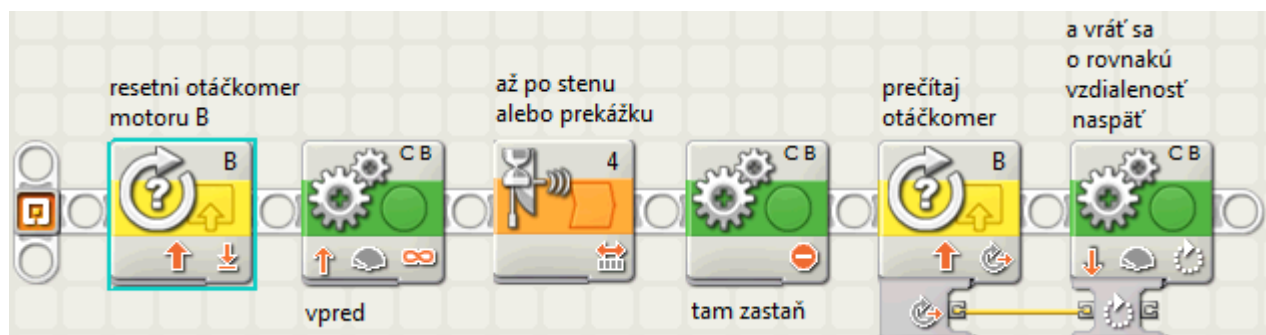 resetni otáčkomer
motoru B
B
vpred
C B
až po stenu
alebo prekážku
4
C B
tam zastaň
prečítaj
otáčkomer
B
a vráť sa
o rovnakú
vzdialenosť
naspäť
C B